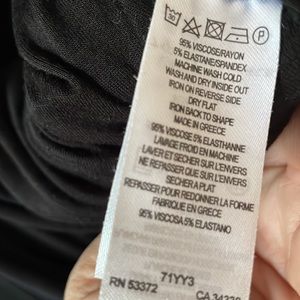 30
P
95% VISCOSE/RAYON
5% ELASTANE/SPANDEX
MACHINE WASH COLD
WASH AND DRY INSIDE OUT
IRON ON REVERSE SIDE
DRY FLAT
IRON BACK TO SHAPE
MADE IN GREECE
95% VISCOSE 5% ELASTHANNE
LAVAGE FROID EN MACHINE
LAVER ET SECHER SUR L'ENVERS
NE REPASSER QUE SUR L'ENVERS
SECHER A PLAT
REPASSER POUR REDONNER LA FORME
FABRIQUE EN GRÈCE
95% VISCOSA 5% ELASTANO
71YY3
RN 53372
CA